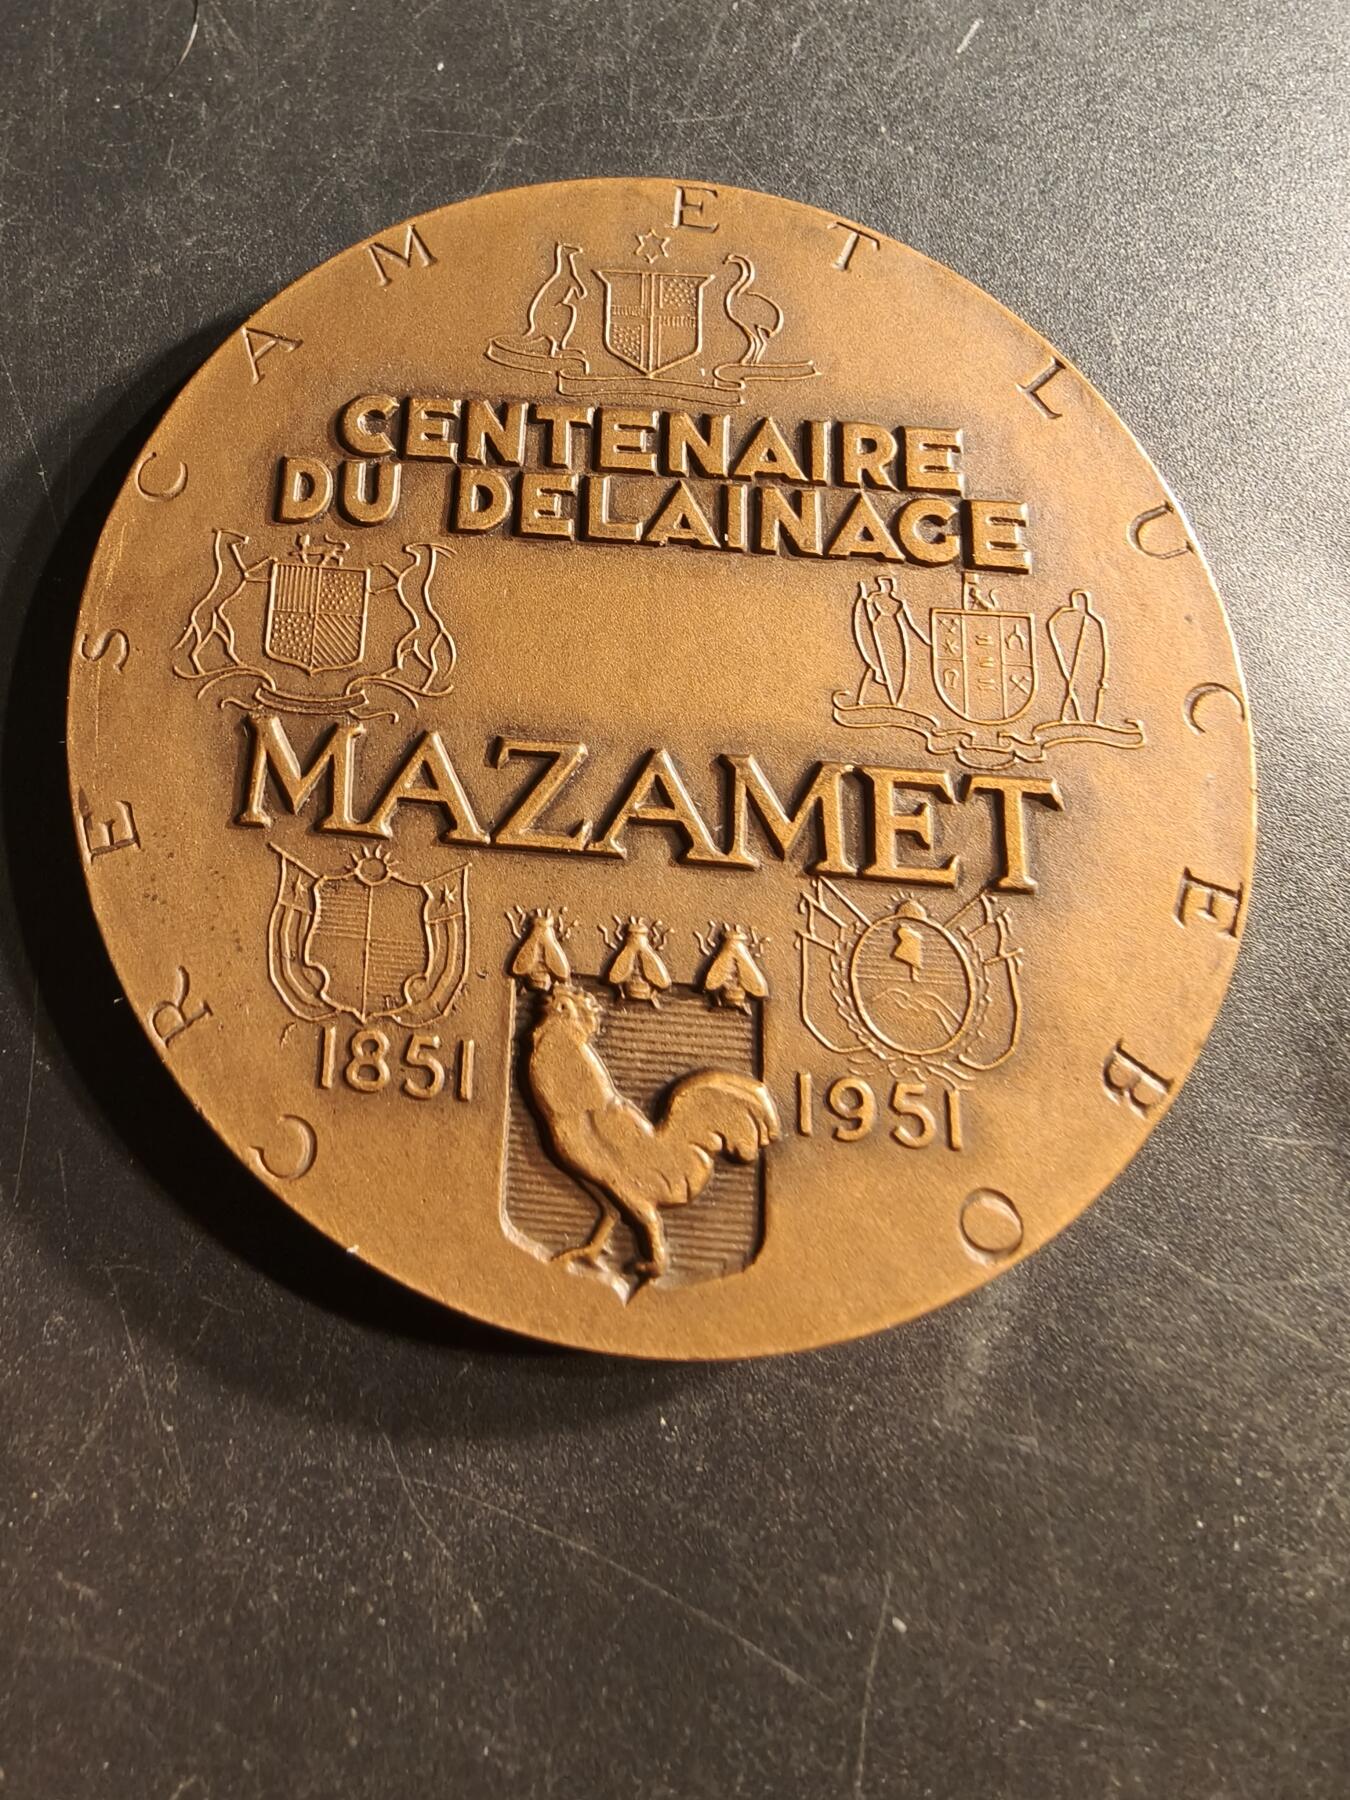 CRESCAM ET LUCEBO
CENTENAIRE
DU DELAINAGE
MAZAMET
1851
1951